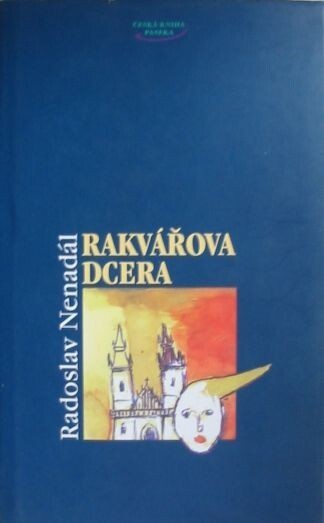 ČESKÁ KNIHA
PASEKA
Radoslav Nenadál
RAKVÁŘOVA
DCERA